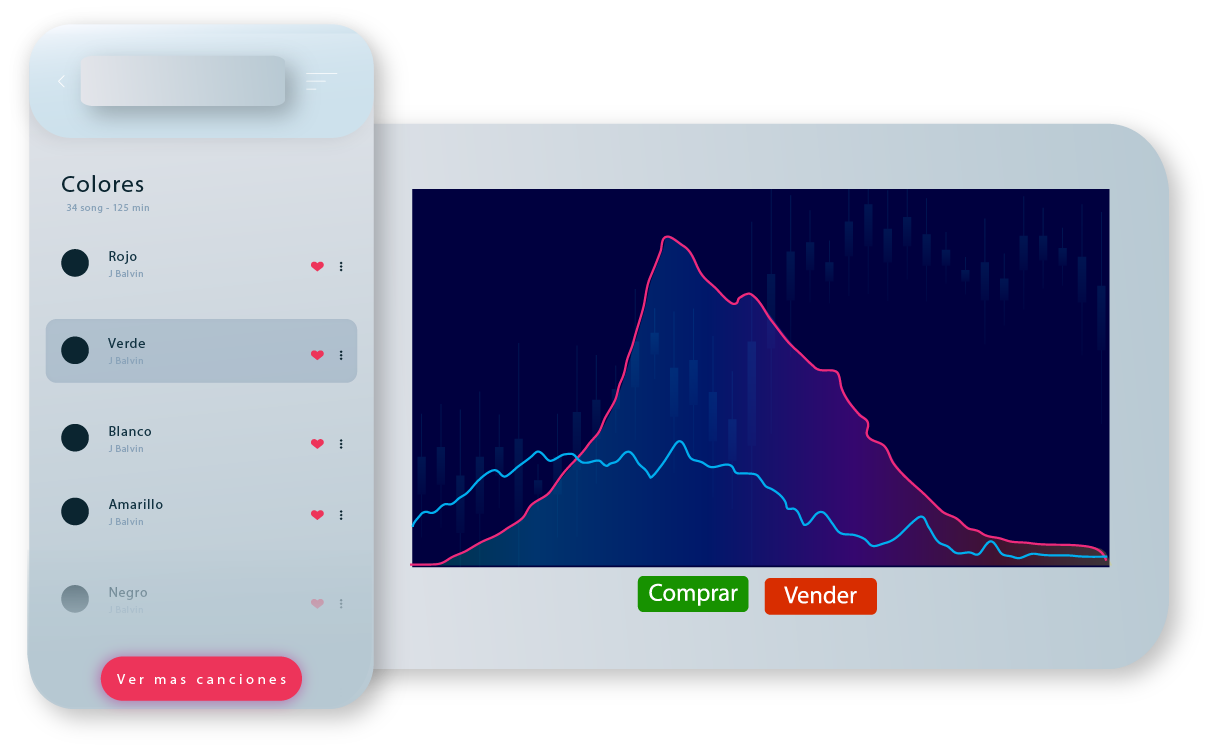 Colores
34 song - 125 min
Rojo
J Balvin
Verde
J Balvin
Blanco
J Balvin
Amarillo
J Balvin
Negro
J Balvin
Ver mas canciones
Comprar
Vender